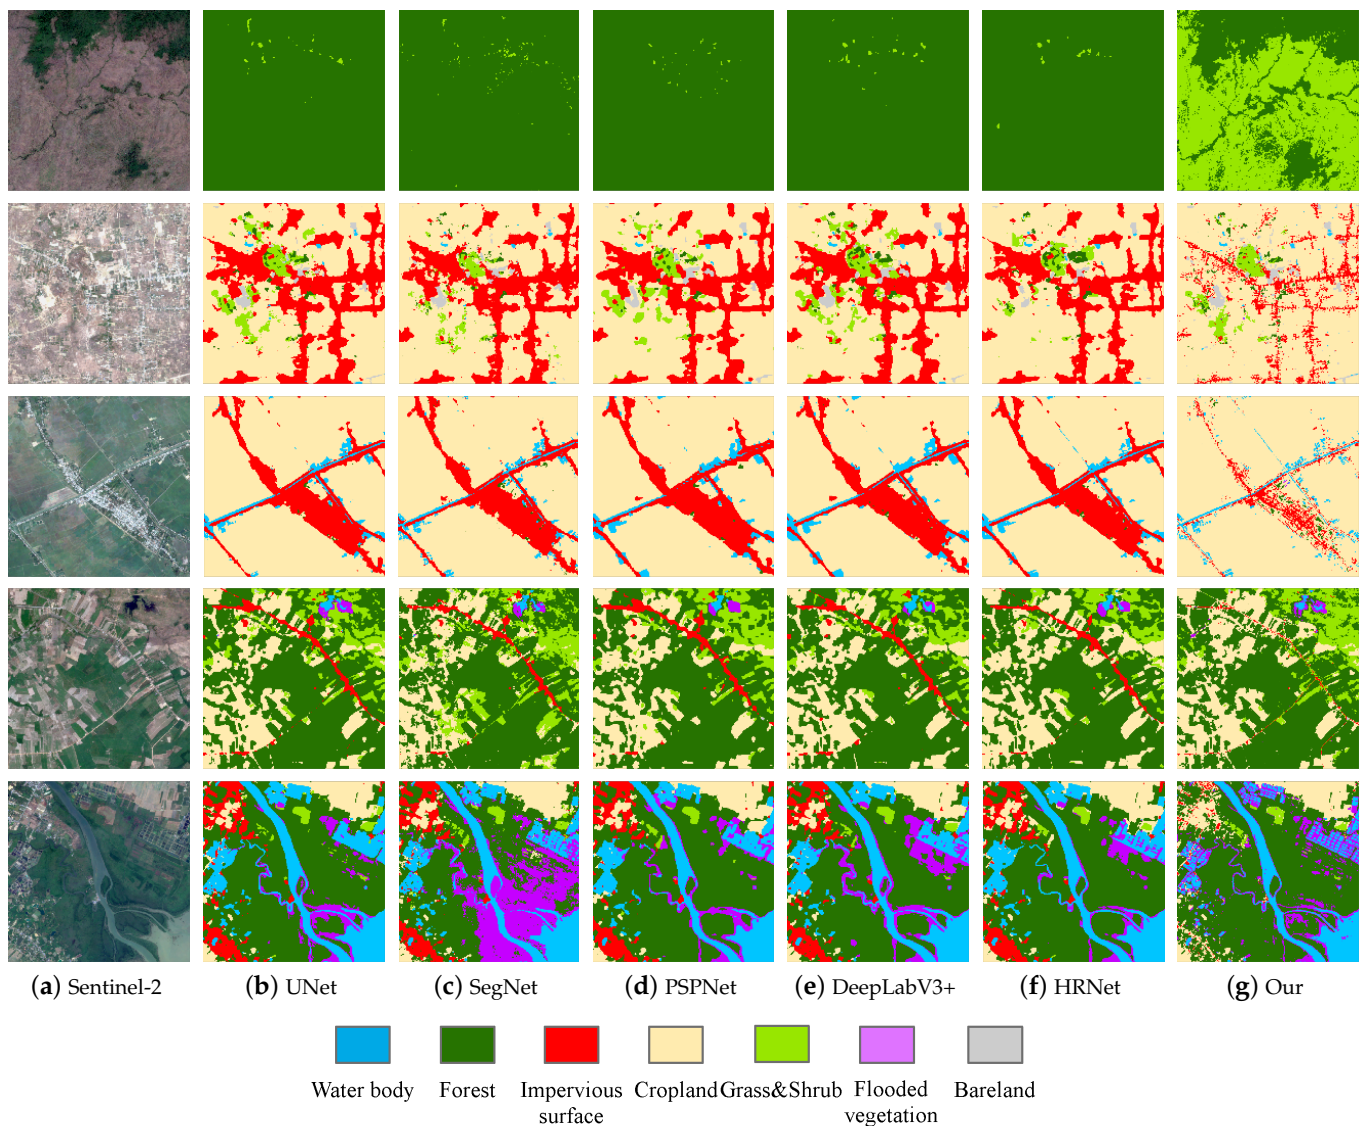 (a) Sentinel-2
(b) UNet
(c) SegNet
(d) PSPNet
(e) DeepLabV3+
(f) HRNet
(g) Our
Water body
Forest
Impervious
surface
Cropland
Grass&Shrub
Flooded
vegetation
Bareland